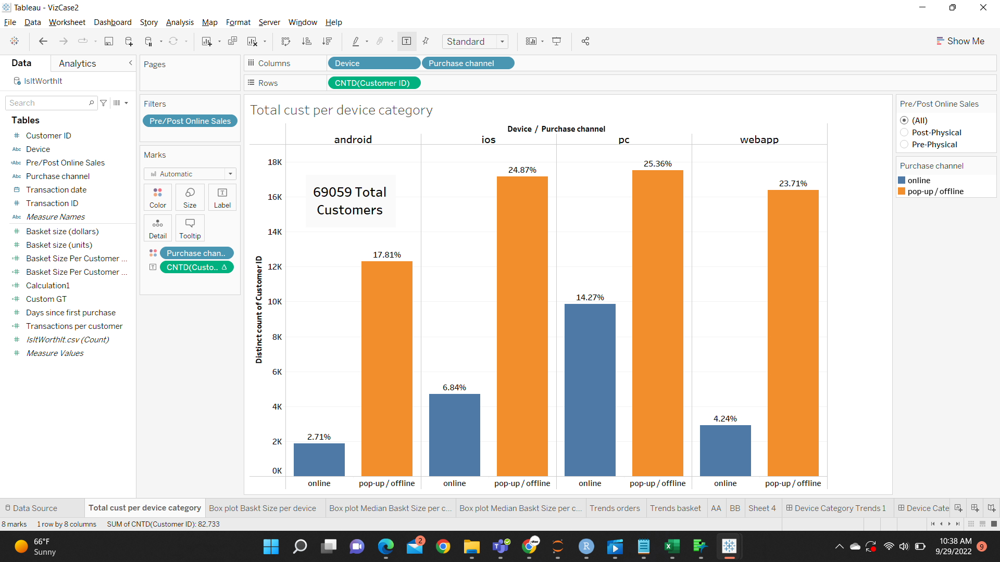 Tableau - VizCase2
File Data Worksheet Dashboard Story Analysis Map Format Server Window Help
Standard
Show Me
Data Analytics
IsItWorthIt
Search
Tables
Customer ID
Abc Device
=Abc Pre/Post Online Sales
Abc Purchase channel
Transaction date
Transaction ID
Abc Measure Names
Basket size (dollars)
Basket size (units)
Basket Size Per Customer ...
Basket Size Per Customer ...
Calculation1
Custom GT
Days since first purchase
Transactions per customer
IsItWorthIt.csv (Count)
Measure Values
Pages
Filters
Pre/Post Online Sales
Marks
Automatic
Color Size Label
Detail Tooltip
Purchase chan..
CNTD(Custo.. Δ
Columns Device Purchase channel
Rows CNTD(Customer ID)
Total cust per device category
Device / Purchase channel
android ios pc webapp
69059 Total
Customers
Distinct count of Customer ID
18K
16K
14K
12K
10K
8K
6K
4K
2K
0K
2.71%
17.81%
6.84%
24.87%
14.27%
25.36%
4.24%
23.71%
online pop-up / offline online pop-up / offline online pop-up / offline online pop-up / offline
Pre/Post Online Sales
(All)
Post-Physical
Pre-Physical
Purchase channel
online
pop-up / offline
Data Source Total cust per device category Box plot Baskt Size per device Box plot Median Baskt Size per c... Box plot Median Baskt Size per c... Trends orders Trends basket AA BB Sheet 4 Device Category Trends 1 Device Cate
8 marks 1 row by 8 columns SUM of CNTD(Customer ID): 82,733
66°F
Sunny
2
R
10:38 AM
9/29/2022
9